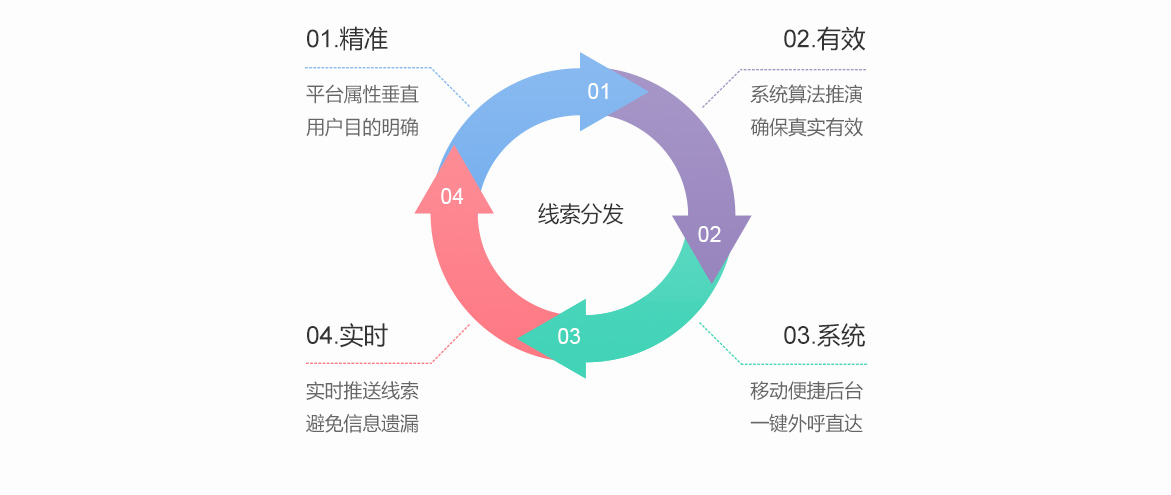 01.精准
平台属性垂直
用户目的明确
02.有效
系统算法推演
确保真实有效
01
04
线索分发
02
03
04.实时
实时推送线索
避免信息遗漏
03.系统
移动便捷后台
一键外呼直达